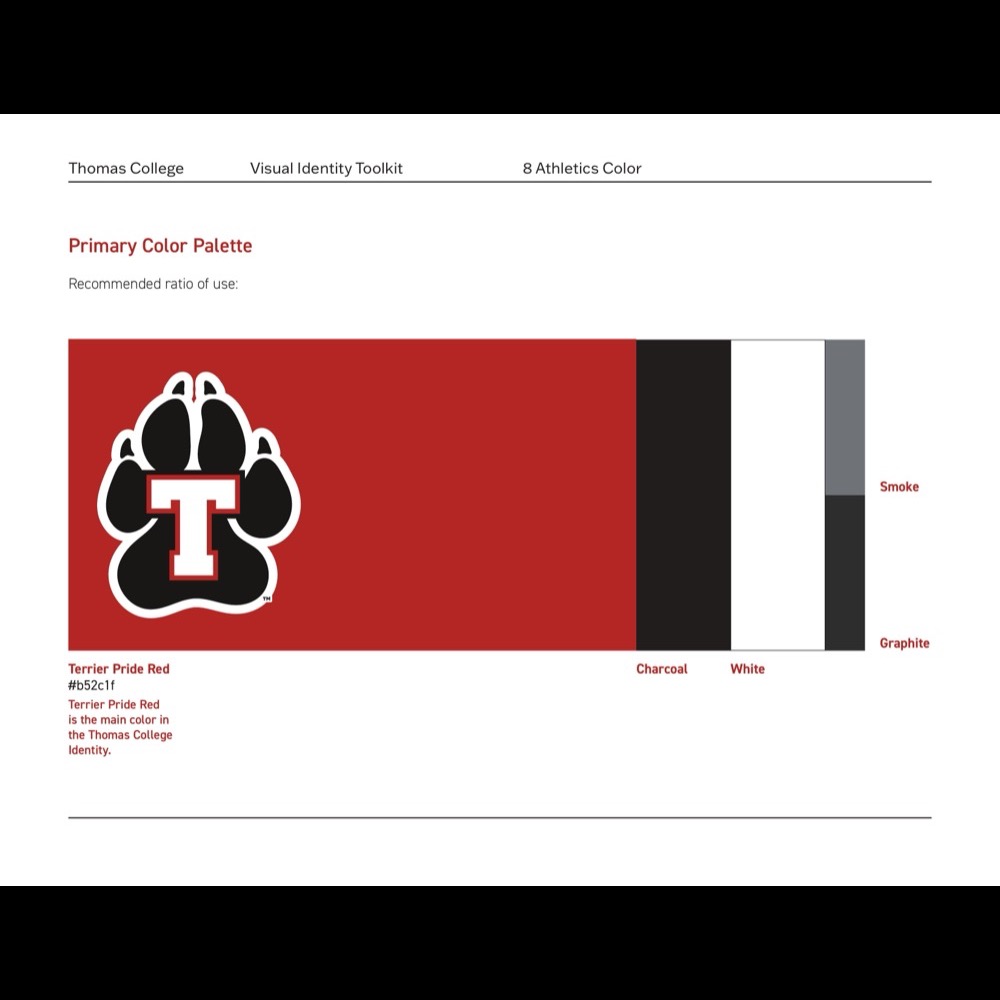 Thomas College Visual Identity Toolkit 8 Athletics Color
Primary Color Palette
Recommended ratio of use:
T
TM
Smoke
Graphite
Terrier Pride Red
#b52c1f
Terrier Pride Red
is the main color in
the Thomas College
Identity.
Charcoal
White